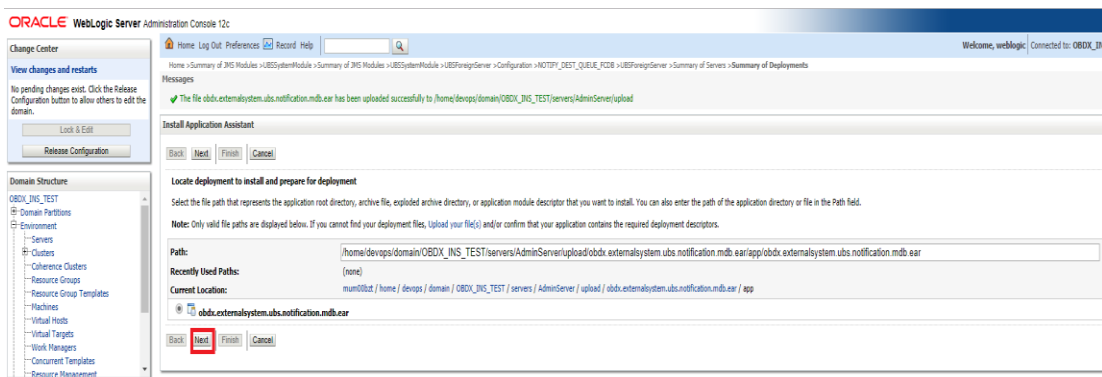 ORACLE WebLogic Server Administration Console 12c
Change Center
View changes and restarts
No pending changes exist. Click the Release
Configuration button to allow others to edit the
domain.
Lock & Edit
Release Configuration
Domain Structure
OBDX_INS_TEST
Domain Partitions
Environment
Servers
Clusters
Coherence Clusters
Resource Groups
Resource Group Templates
Machines
Virtual Hosts
Virtual Targets
Work Managers
Concurrent Templates
Resource Management
Home Log Out Preferences Record Help
Welcome, weblogic Connected to: OBDX_IN
Home >Summary of JMS Modules >UBSSystemModule >Summary of JMS Modules >UBSSystemModule >UBSForeignServer >Configuration >NOTIFY_DEST_QUEUE_FCDB >UBSForeignServer >Summary of Servers >Summary of Deployments
Messages
The file obdx.externalsystem.ubs.notification.mdb.ear has been uploaded successfully to /home/devops/domain/OBDX_INS_TEST/servers/AdminServer/upload
Install Application Assistant
Back Next Finish Cancel
Locate deployment to install and prepare for deployment
Select the file path that represents the application root directory, archive file, exploded archive directory, or application module descriptor that you want to install. You can also enter the path of the application directory or file in the Path field.
Note: Only valid file paths are displayed below. If you cannot find your deployment files, Upload your file(s) and/or confirm that your application contains the required deployment descriptors.
Path: /home/devops/domain/OBDX_INS_TEST/servers/AdminServer/upload/obdx.externalsystem.ubs.notification.mdb.ear/app/obdx.externalsystem.ubs.notification.mdb.ear
Recently Used Paths: (none)
Current Location: mum00bzt / home / devops / domain / OBDX_INS_TEST / servers / AdminServer / upload / obdx.externalsystem.ubs.notification.mdb.ear / app
obdx.externalsystem.ubs.notification.mdb.ear
Back Next Finish Cancel